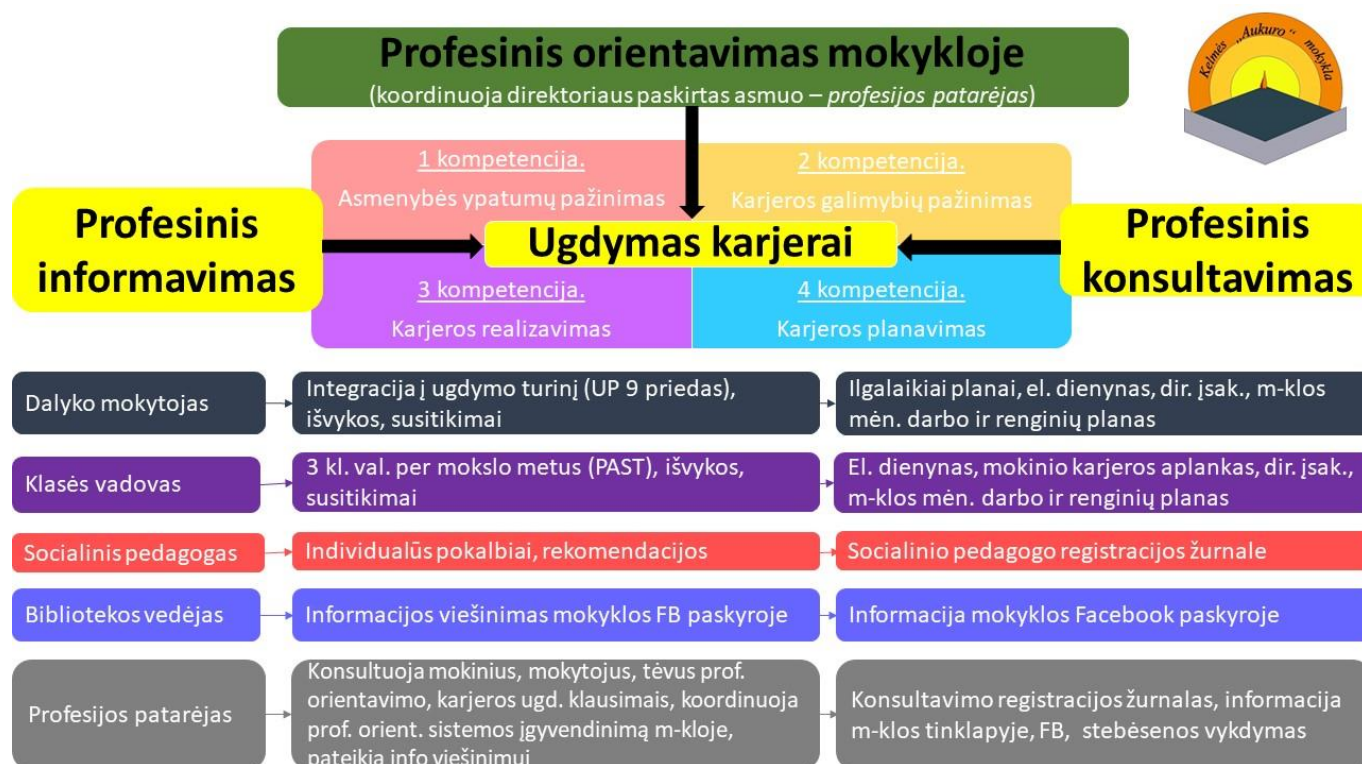 Profesinis orientavimas mokykloje
(koordinuoja direktoriaus paskirtas asmuo – profesijos patarėjas)
Kelmės „Aukuro“ mokykla
1 kompetencija.
Asmenybės ypatumų pažinimas
2 kompetencija.
Karjeros galimybių pažinimas
Profesinis
informavimas
Ugdymas karjerai
Profesinis
konsultavimas
3 kompetencija.
Karjeros realizavimas
4 kompetencija.
Karjeros planavimas
Dalyko mokytojas
Integracija į ugdymo turinį (UP 9 priedas),
išvykos, susitikimai
Ilgalaikiai planai, el. dienynas, dir. įsak., m-klos
mėn. darbo ir renginių planas
Klasės vadovas
3 kl. val. per mokslo metus (PAST), išvykos,
susitikimai
El. dienynas, mokinio karjeros aplankas, dir. įsak.,
m-klos mėn. darbo ir renginių planas
Socialinis pedagogas
Individualūs pokalbiai, rekomendacijos
Socialinio pedagogo registracijos žurnale
Bibliotekos vedėjas
Informacijos viešinimas mokyklos FB paskyroje
Informacija mokyklos Facebook paskyroje
Profesijos patarėjas
Konsultuoja mokinius, mokytojus, tėvus prof.
orientavimo, karjeros ugd. klausimais, koordinuoja
prof. orient. sistemos įgyvendinimą m-kloje,
pateikia info viešinimui
Konsultavimo registracijos žurnalas, informacija
m-klos tinklapyje, FB, stebėsenos vykdymas